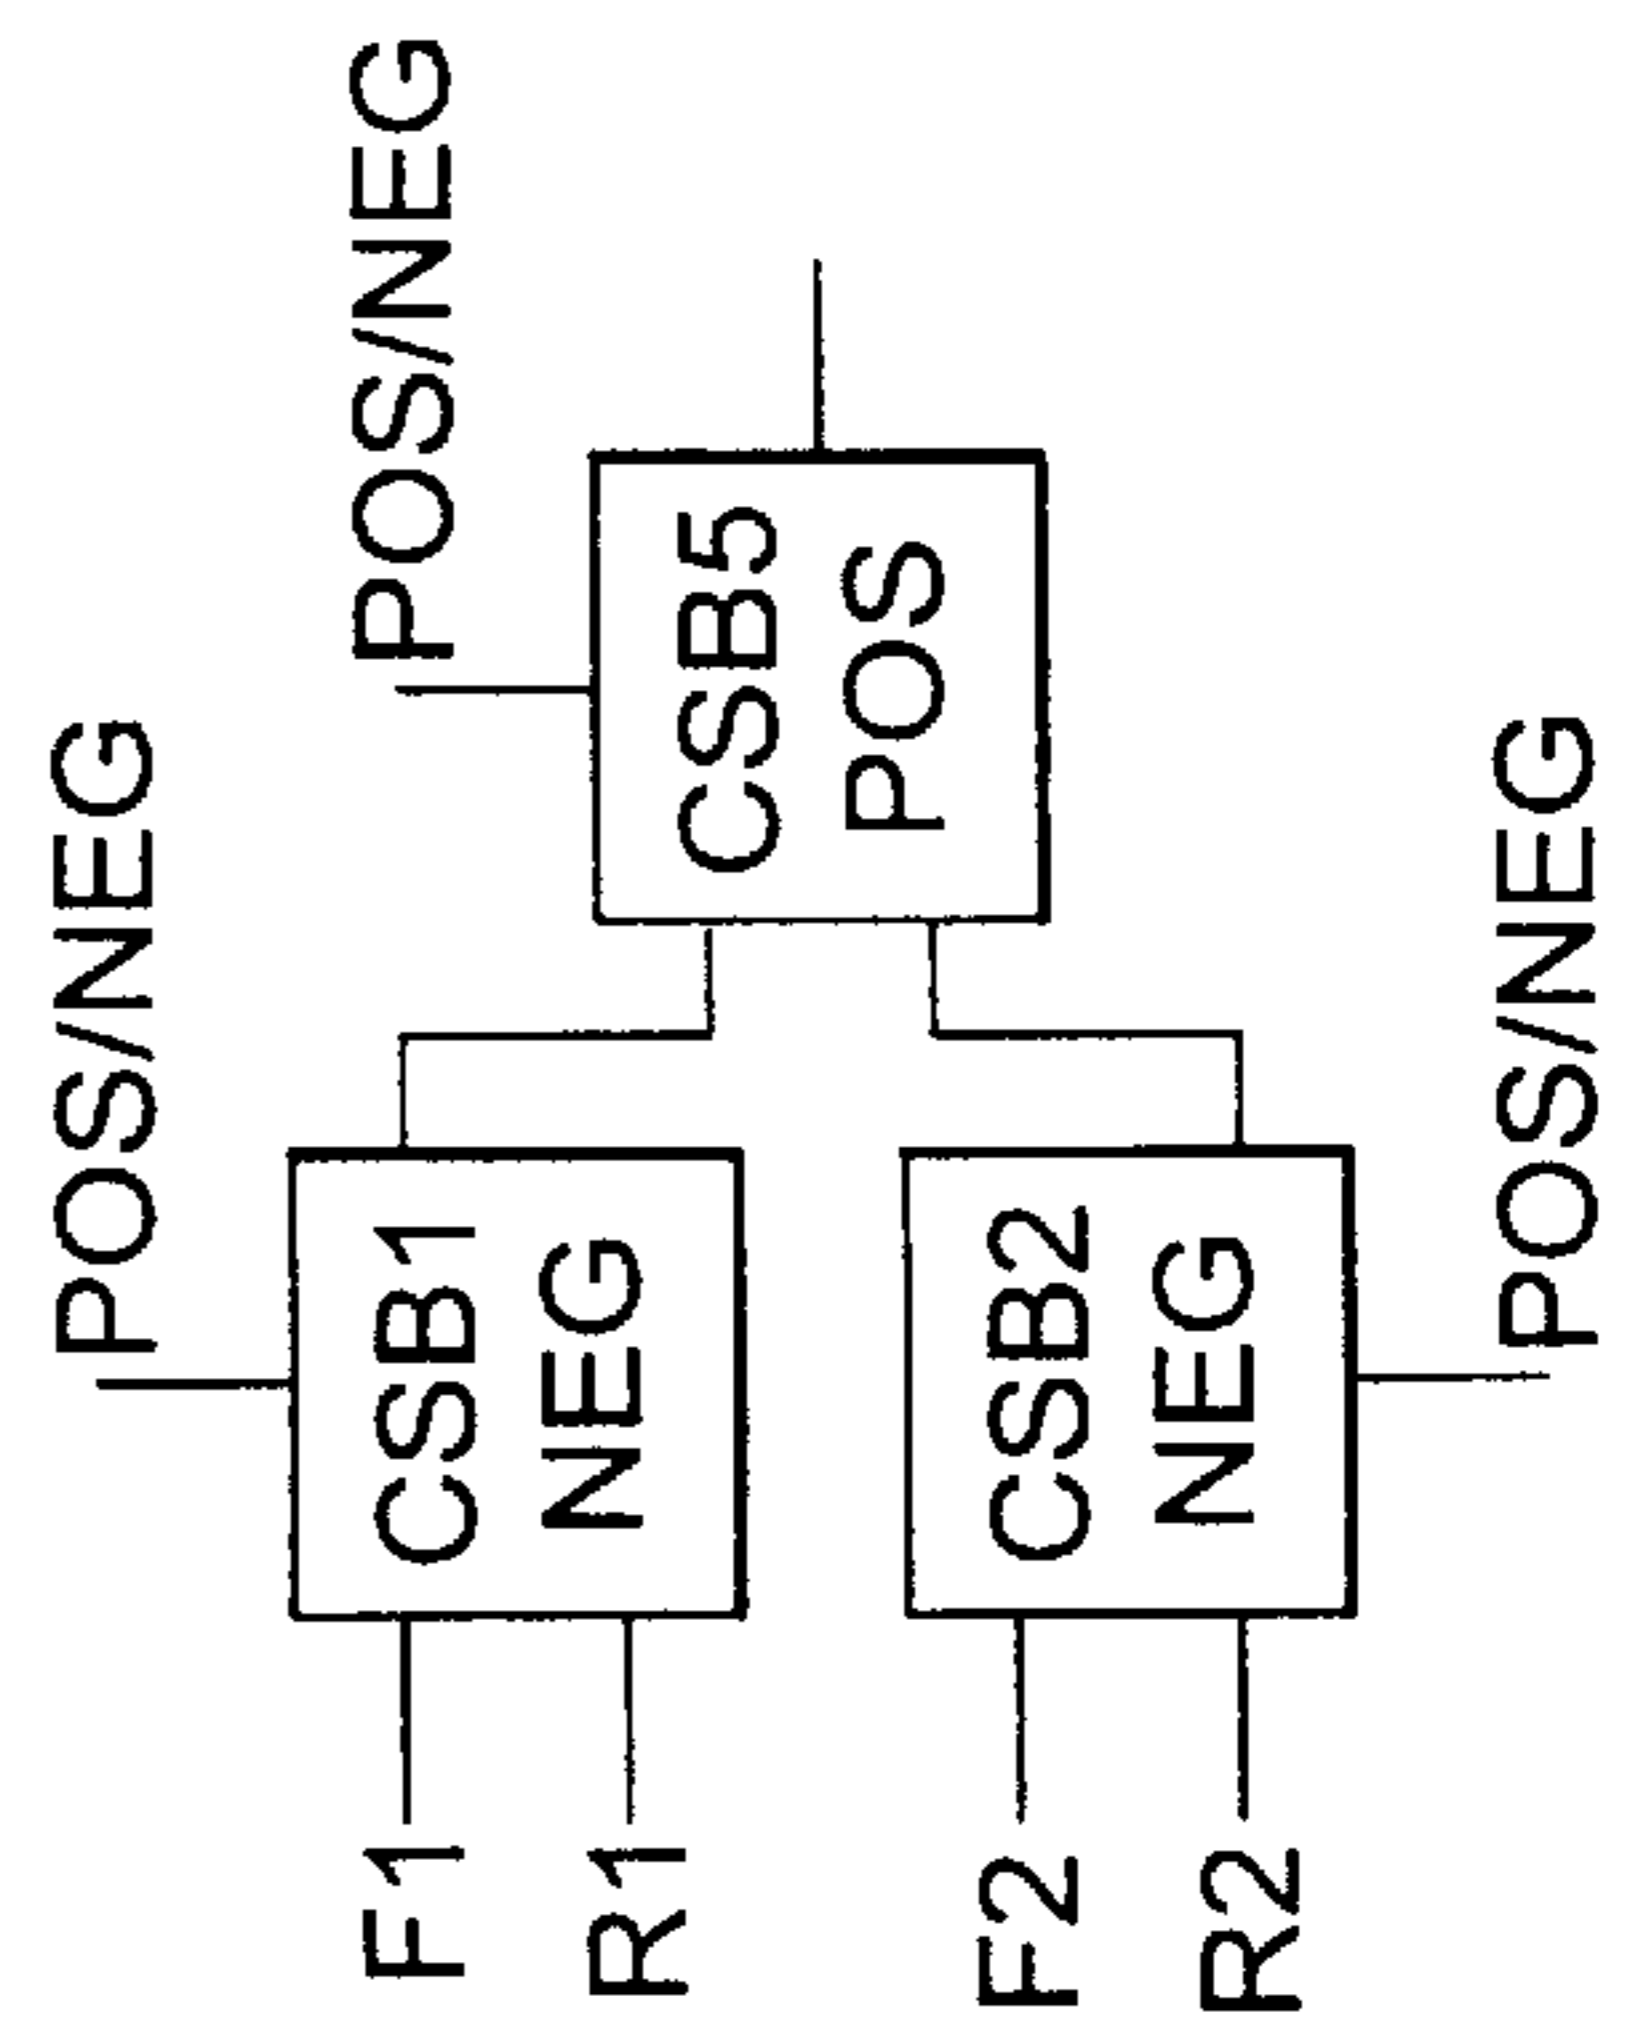 POS/NEG
POS/NEG
F1
R1
CSB1
NEG
CSB5
POS
F2
R2
CSB2
NEG
POS/NEG